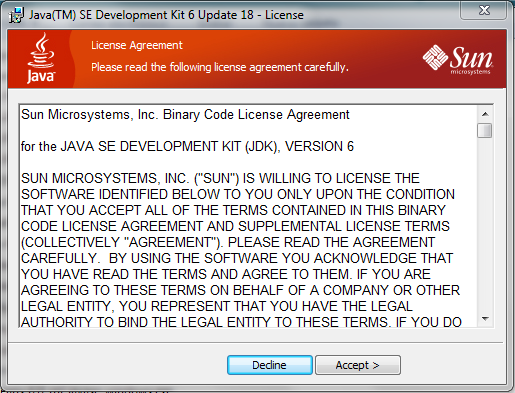 Java(TM) SE Development Kit 6 Update 18 - License
License Agreement
Please read the following license agreement carefully.
Java
Sun
microsystems
Sun Microsystems, Inc. Binary Code License Agreement
for the JAVA SE DEVELOPMENT KIT (JDK), VERSION 6
SUN MICROSYSTEMS, INC. ("SUN") IS WILLING TO LICENSE THE
SOFTWARE IDENTIFIED BELOW TO YOU ONLY UPON THE CONDITION
THAT YOU ACCEPT ALL OF THE TERMS CONTAINED IN THIS BINARY
CODE LICENSE AGREEMENT AND SUPPLEMENTAL LICENSE TERMS
(COLLECTIVELY "AGREEMENT"). PLEASE READ THE AGREEMENT
CAREFULLY.  BY USING THE SOFTWARE YOU ACKNOWLEDGE THAT
YOU HAVE READ THE TERMS AND AGREE TO THEM. IF YOU ARE
AGREEING TO THESE TERMS ON BEHALF OF A COMPANY OR OTHER
LEGAL ENTITY, YOU REPRESENT THAT YOU HAVE THE LEGAL
AUTHORITY TO BIND THE LEGAL ENTITY TO THESE TERMS. IF YOU DO
Decline
Accept >